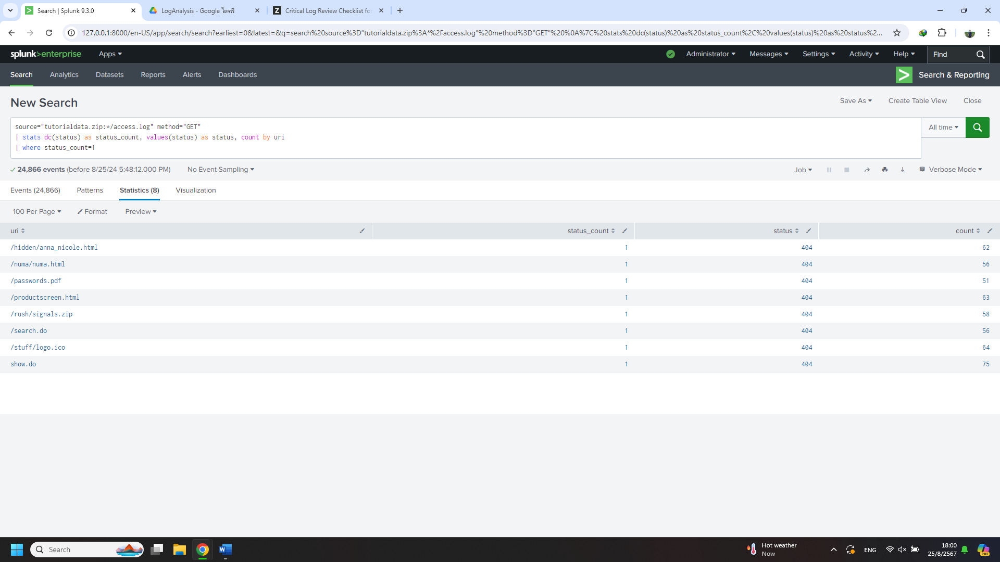 Search | Splunk 9.3.0
LogAnalysis - Google ไดรฟ์
Critical Log Review Checklist fo
127.0.0.1:8000/en-US/app/search/search?earliest=0&latest=&q=search%20source%3D"tutorialdata.zip%3A*%2Faccess.log"%20method%3D"GET"%20%0A%7C%20stats%20dc(status)%20as%20status_count%2C%20values(status)%20as%20status%2...
splunk>enterprise Apps Administrator Messages Settings Activity Help Find
Search Analytics Datasets Reports Alerts Dashboards Search & Reporting
New Search Save As Create Table View Close
source="tutorialdata.zip:*/access.log" method="GET"
| stats dc(status) as status_count, values(status) as status, count by uri
| where status_count=1
All time
24,866 events (before 8/25/24 5:48:12.000 PM) No Event Sampling Job Verbose Mode
Events (24,866) Patterns Statistics (8) Visualization
100 Per Page Format Preview
uri status_count status count
/hidden/anna_nicole.html 1 404 62
/numa/numa.html 1 404 56
/passwords.pdf 1 404 51
/productscreen.html 1 404 63
/rush/signals.zip 1 404 58
/search.do 1 404 56
/stuff/logo.ico 1 404 64
show.do 1 404 75
Search
Hot weather
Now
ENG
18:00
25/8/2567
PRE